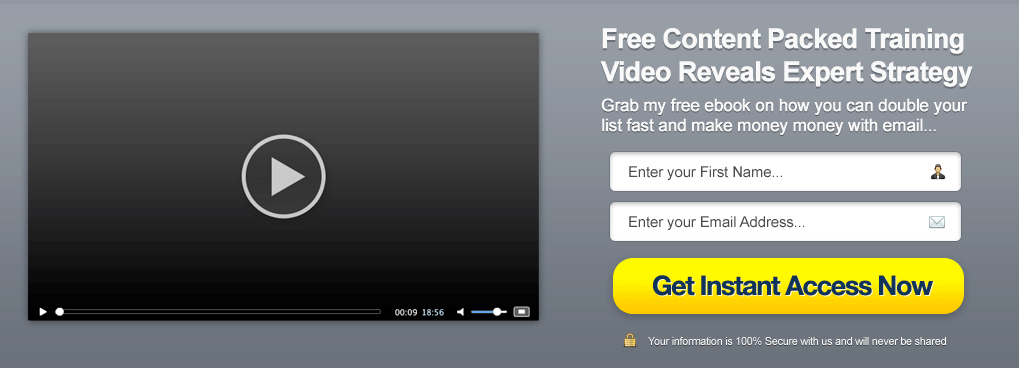 Free Content Packed Training
Video Reveals Expert Strategy
Grab my free ebook on how you can double your
list fast and make money money with email...
Enter your First Name...
Enter your Email Address...
Get Instant Access Now
00:09 18:56
Your information is 100% Secure with us and will never be shared